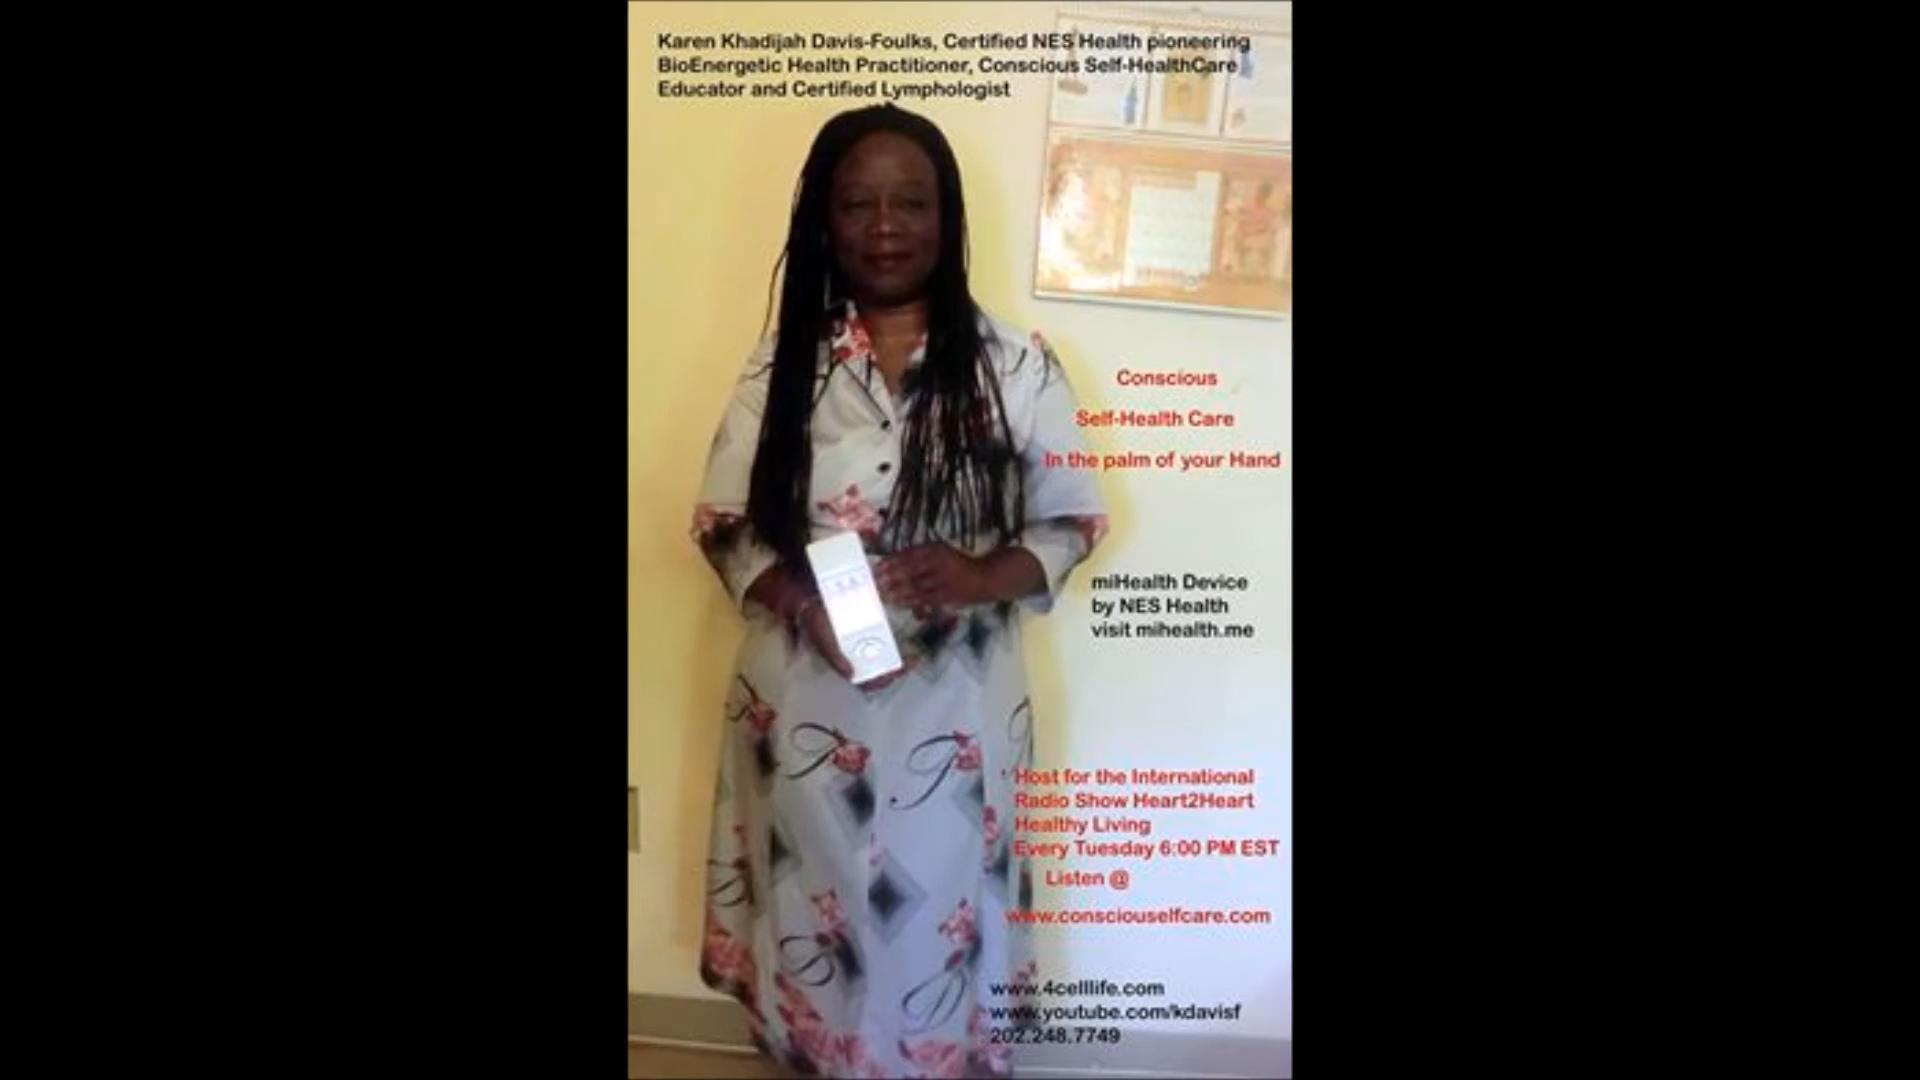 Karen Khadijah Davis-Foulks, Certified NES Health pioneering
BioEnergetic Health Practitioner, Conscious Self-HealthCare
Educator and Certified Lymphologist
Conscious
Self-Health Care
In the palm of your Hand
miHealth Device
by NES Health
visit mihealth.me
Host for the International
Radio Show Heart2Heart
Healthy Living
Every Tuesday 6:00 PM EST
Listen @
www.consciouselfcare.com
www.4celllife.com
www.youtube.com/kdavisf
202.248.7749